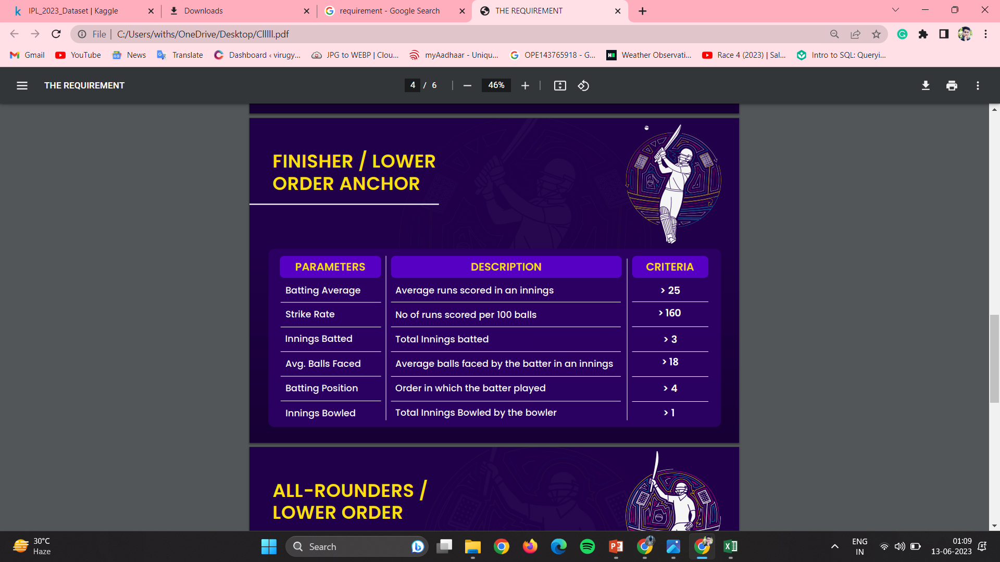 IPL_2023_Dataset | Kaggle
Downloads
requirement - Google Search
THE REQUIREMENT
File
C:/Users/withs/OneDrive/Desktop/Clllll.pdf
Gmail
YouTube
News
Translate
Dashboard ‹ virugy...
JPG to WEBP | Clou...
myAadhaar - Uniqu...
OPE143765918 - G...
Weather Observati...
Race 4 (2023) | Sal...
Intro to SQL: Queryi...
THE REQUIREMENT
4 / 6
46%
FINISHER / LOWER
ORDER ANCHOR
PARAMETERS DESCRIPTION CRITERIA
Batting Average Average runs scored in an innings > 25
Strike Rate No of runs scored per 100 balls > 160
Innings Batted Total Innings batted > 3
Avg. Balls Faced Average balls faced by the batter in an innings > 18
Batting Position Order in which the batter played > 4
Innings Bowled Total Innings Bowled by the bowler > 1
ALL-ROUNDERS /
LOWER ORDER
30°C
Haze
Search
ENG
IN
01:09
13-06-2023